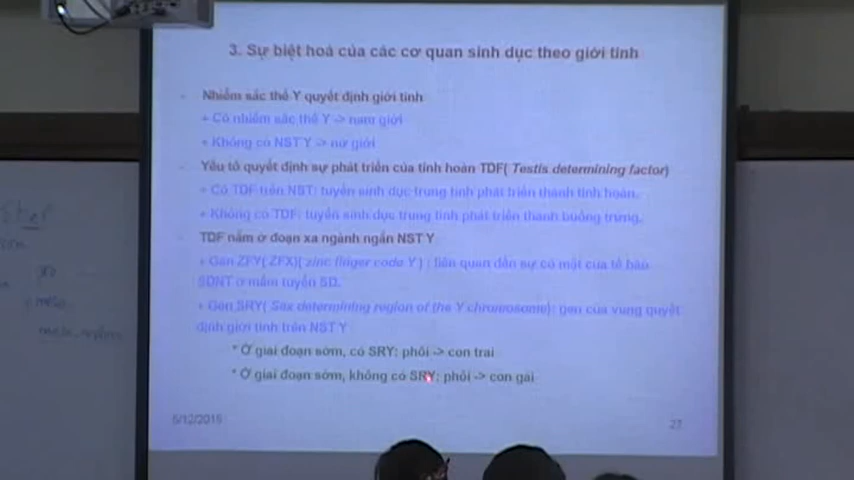 3. Sự biệt hoá của các cơ quan sinh dục theo giới tính
- Nhiễm sắc thể Y quyết định giới tính
+ Có nhiễm sắc thể Y -> nam giới
+ Không có NST Y -> nữ giới
- Yếu tố quyết định sự phát triển của tinh hoàn TDF( Testis determining factor)
+ Có TDF trên NST: tuyến sinh dục trung tính phát triển thành tinh hoàn.
+ Không có TDF: tuyến sinh dục trung tính phát triển thành buồng trứng.
- TDF nằm ở đoạn xa ngành ngắn NST Y
+ Gen ZFY( ZFX)( zinc finger coda Y) : liên quan đến sự có mặt của tế bào
SDNT ở mầm tuyến SD.
+ Gen SRY( Sex determining region of the Y chromosome): gen của vùng quyết
định giới tính trên NST Y
* Ở giai đoạn sớm, có SRY: phôi -> con trai
* Ở giai đoạn sớm, không có SRY: phôi -> con gái
5/12/2015
27